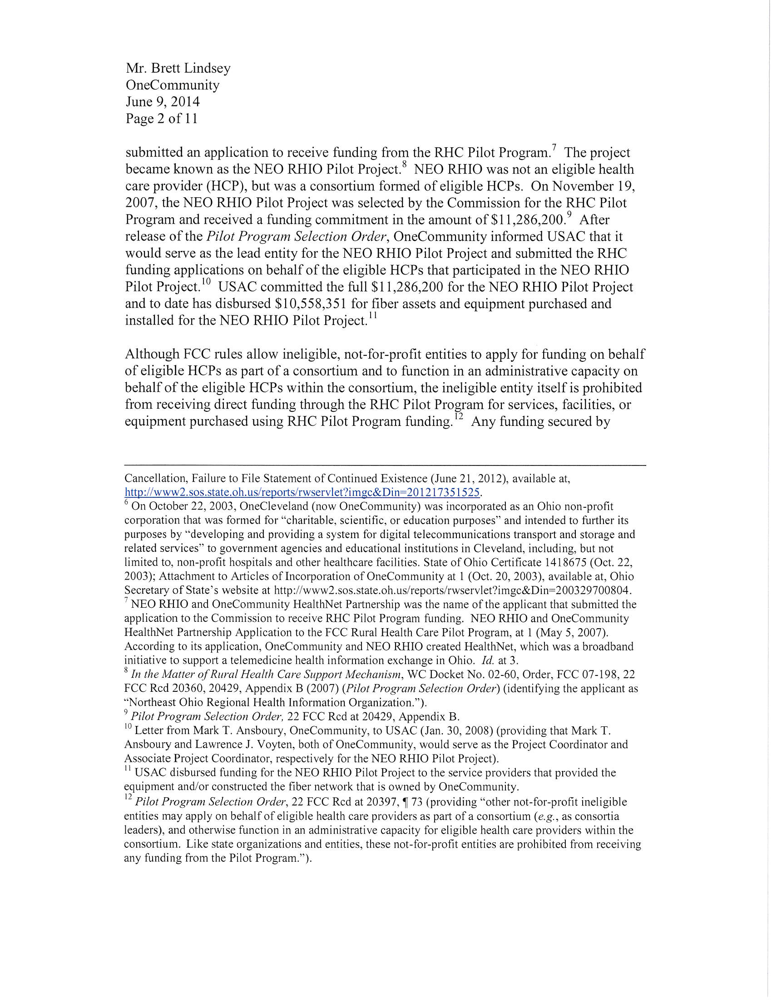 Mr. Brett Lindsey
OneCommunity
June 9, 2014
Page 2 of 11
submitted an application to receive funding from the RHC Pilot Program.7 The project
became known as the NEO RHIO Pilot Project.8 NEO RHIO was not an eligible health
care provider (HCP), but was a consortium formed of eligible HCPs. On November 19,
2007, the NEO RHIO Pilot Project was selected by the Commission for the RHC Pilot
Program and received a funding commitment in the amount of $11,286,200.9 After
release of the Pilot Program Selection Order, OneCommunity informed USAC that it
would serve as the lead entity for the NEO RHIO Pilot Project and submitted the RHC
funding applications on behalf of the eligible HCPs that participated in the NEO RHIO
Pilot Project.10 USAC committed the full $11,286,200 for the NEO RHIO Pilot Project
and to date has disbursed $10,558,351 for fiber assets and equipment purchased and
installed for the NEO RHIO Pilot Project.11
Although FCC rules allow ineligible, not-for-profit entities to apply for funding on behalf
of eligible HCPs as part of a consortium and to function in an administrative capacity on
behalf of the eligible HCPs within the consortium, the ineligible entity itself is prohibited
from receiving direct funding through the RHC Pilot Program for services, facilities, or
equipment purchased using RHC Pilot Program funding.12 Any funding secured by
Cancellation, Failure to File Statement of Continued Existence (June 21, 2012), available at,
http://www2.sos.state.oh.us/reports/rwservlet?imgc&Din=201217351525.
6 On October 22, 2003, OneCleveland (now OneCommunity) was incorporated as an Ohio non-profit
corporation that was formed for “charitable, scientific, or education purposes” and intended to further its
purposes by “developing and providing a system for digital telecommunications transport and storage and
related services” to government agencies and educational institutions in Cleveland, including, but not
limited to, non-profit hospitals and other healthcare facilities. State of Ohio Certificate 1418675 (Oct. 22,
2003); Attachment to Articles of Incorporation of OneCommunity at 1 (Oct. 20, 2003), available at, Ohio
Secretary of State’s website at http://www2.sos.state.oh.us/reports/rwservlet?imgc&Din=200329700804.
7 NEO RHIO and OneCommunity HealthNet Partnership was the name of the applicant that submitted the
application to the Commission to receive RHC Pilot Program funding. NEO RHIO and OneCommunity
HealthNet Partnership Application to the FCC Rural Health Care Pilot Program, at 1 (May 5, 2007).
According to its application, OneCommunity and NEO RHIO created HealthNet, which was a broadband
initiative to support a telemedicine health information exchange in Ohio. Id. at 3.
8 In the Matter of Rural Health Care Support Mechanism, WC Docket No. 02-60, Order, FCC 07-198, 22
FCC Rcd 20360, 20429, Appendix B (2007) (Pilot Program Selection Order) (identifying the applicant as
“Northeast Ohio Regional Health Information Organization.”).
9 Pilot Program Selection Order, 22 FCC Rcd at 20429, Appendix B.
10 Letter from Mark T. Ansboury, OneCommunity, to USAC (Jan. 30, 2008) (providing that Mark T.
Ansboury and Lawrence J. Voyten, both of OneCommunity, would serve as the Project Coordinator and
Associate Project Coordinator, respectively for the NEO RHIO Pilot Project).
11 USAC disbursed funding for the NEO RHIO Pilot Project to the service providers that provided the
equipment and/or constructed the fiber network that is owned by OneCommunity.
12 Pilot Program Selection Order, 22 FCC Rcd at 20397, ¶ 73 (providing “other not-for-profit ineligible
entities may apply on behalf of eligible health care providers as part of a consortium (e.g., as consortia
leaders), and otherwise function in an administrative capacity for eligible health care providers within the
consortium. Like state organizations and entities, these not-for-profit entities are prohibited from receiving
any funding from the Pilot Program.”).